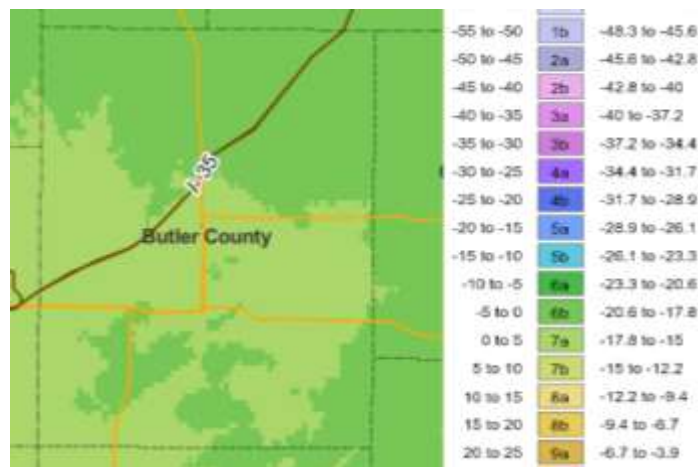 I-35
Butler County
-55 to -50 1b -48.3 to -45.6
-50 to -45 2a -45.6 to -42.8
-45 to -40 2b -42.8 to -40
-40 to -35 3a -40 to -37.2
-35 to -30 3b -37.2 to -34.4
-30 to -25 4a -34.4 to -31.7
-25 to -20 4b -31.7 to -28.9
-20 to -15 5a -28.9 to -26.1
-15 to -10 5b -26.1 to -23.3
-10 to -5 6a -23.3 to -20.6
-5 to 0 6b -20.6 to -17.8
0 to 5 7a -17.8 to -15
5 to 10 7b -15 to -12.2
10 to 15 8a -12.2 to -9.4
15 to 20 8b -9.4 to -6.7
20 to 25 9a -6.7 to -3.9